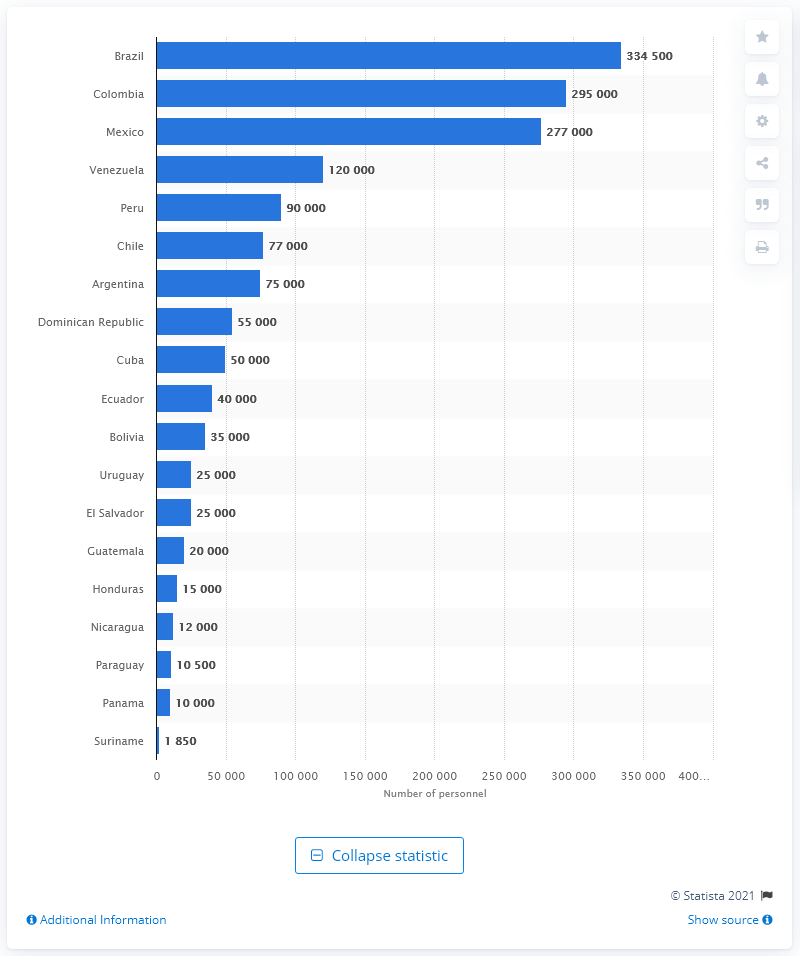 Brazil 334 500
Colombia 295 000
Mexico 277 000
Venezuela 120 000
Peru 90 000
Chile 77 000
Argentina 75 000
Dominican Republic 55 000
Cuba 50 000
Ecuador 40 000
Bolivia 35 000
Uruguay 25 000
El Salvador 25 000
Guatemala 20 000
Honduras 15 000
Nicaragua 12 000
Paraguay 10 500
Panama 10 000
Suriname 1 850
0 50 000 100 000 150 000 200 000 250 000 300 000 350 000 400...
Number of personnel
Collapse statistic
© Statista 2021
Additional Information Show source